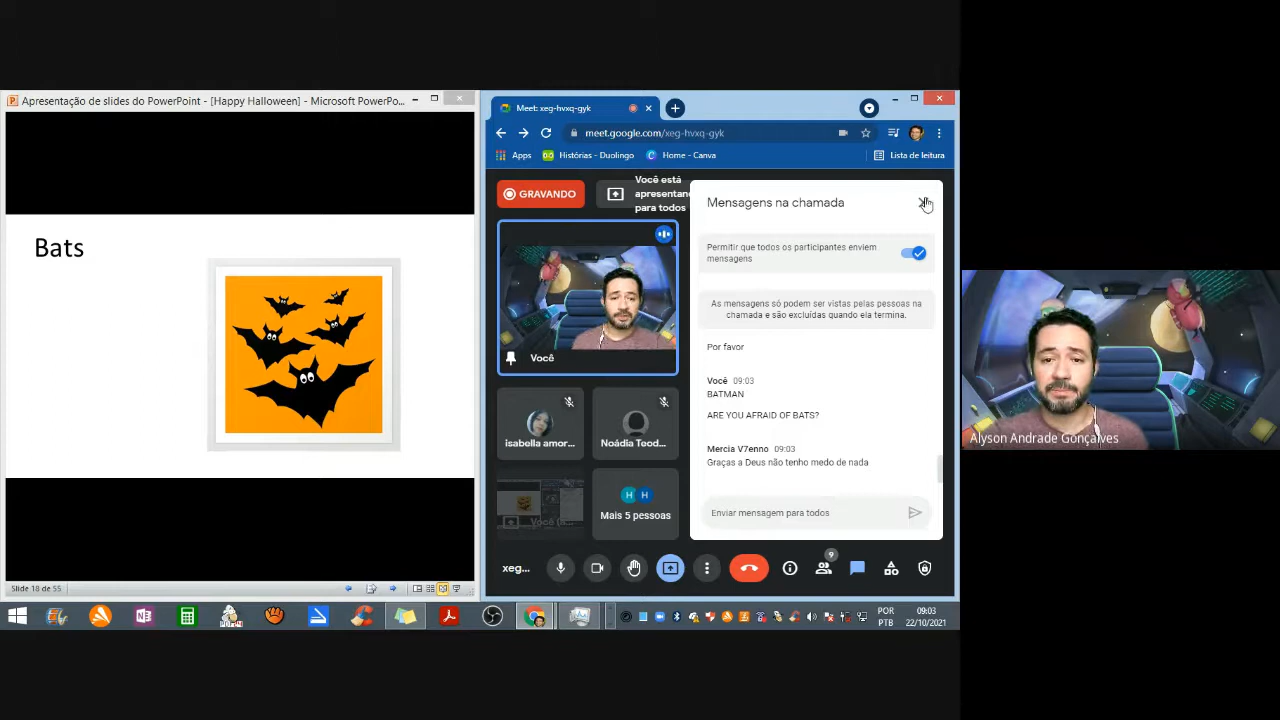 Apresentação de slides do PowerPoint - [Happy Halloween] - Microsoft PowerPo...
Bats
Slide 18 de 55
Meet: xeg-hvxq-gyk
meet.google.com/xeg-hvxq-gyk
Apps
Histórias - Duolingo
Home - Canva
Lista de leitura
GRAVANDO
Você está
apresentan
para todos
Você
isabella amor...
Noádia Teod...
H H
Mais 5 pessoas
Mensagens na chamada
Permitir que todos os participantes enviem
mensagens
As mensagens só podem ser vistas pelas pessoas na
chamada e são excluídas quando ela termina.
Por favor
Você 09:03
BATMAN
ARE YOU AFRAID OF BATS?
Mercia V7enno 09:03
Graças a Deus não tenho medo de nada
Enviar mensagem para todos
xeg...
9
POR
PTB
09:03
22/10/2021
Alyson Andrade Gonçalves